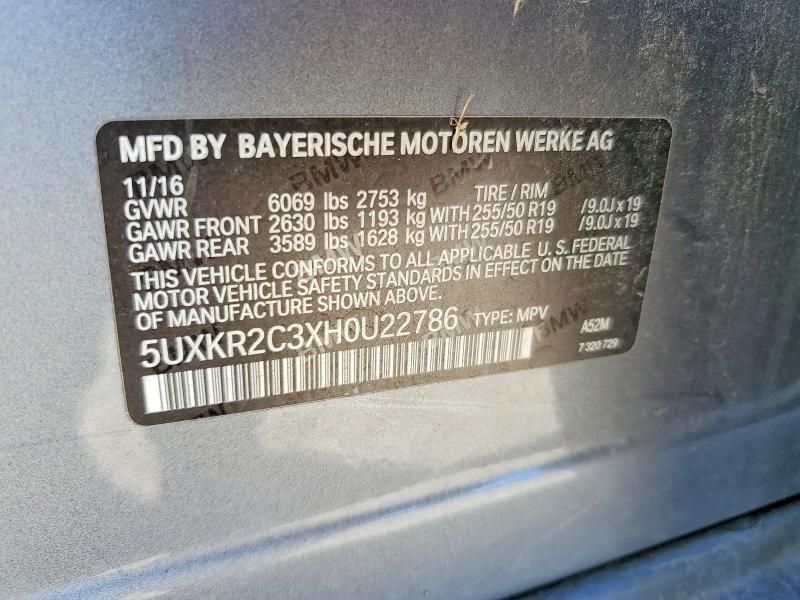 MFD BY BAYERISCHE MOTOREN WERKE AG
11/16 TIRE / RIM
GVWR 6069 lbs 2753 kg
GAWR FRONT 2630 lbs 1193 kg WITH 255/50 R19 /9.0J x 19
GAWR REAR 3589 lbs 1628 kg WITH 255/50 R19 /9.0J x 19
THIS VEHICLE CONFORMS TO ALL APPLICABLE U. S. FEDERAL
MOTOR VEHICLE SAFETY STANDARDS IN EFFECT ON THE DATE
OF MANUFACTURE SHOWN ABOVE.
5UXKR2C3XH0U22786 TYPE: MPV A52M
7 320 729